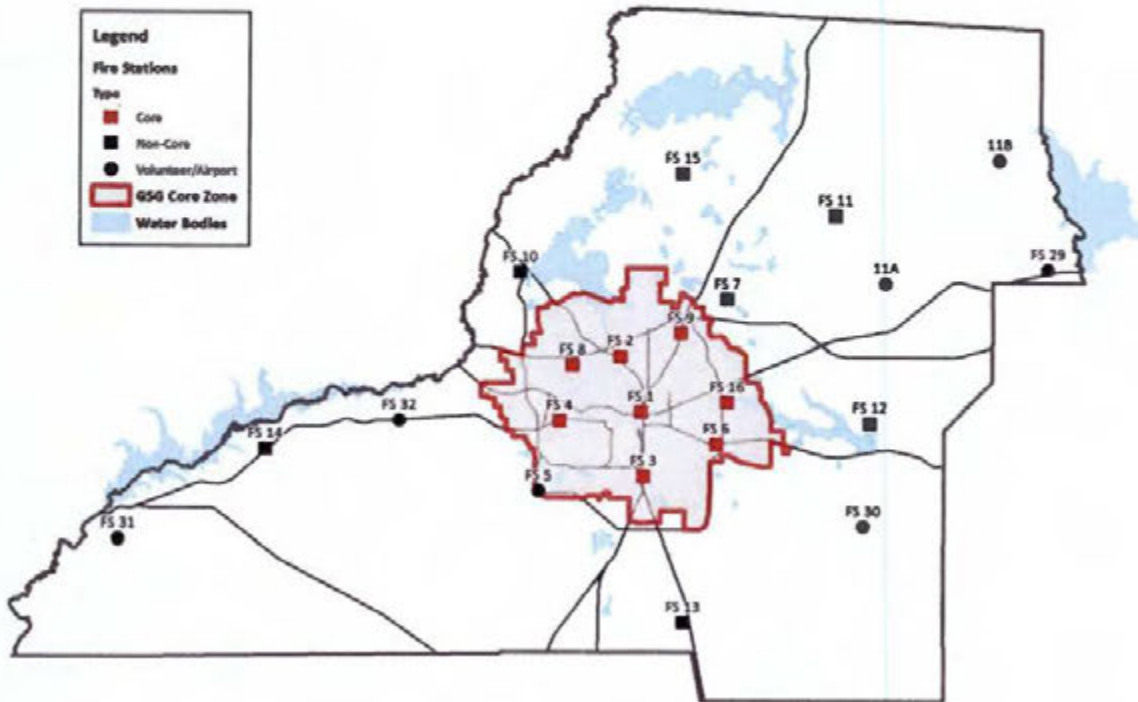 Legend
Fire Stations
Type
Core
Non-Core
Volunteer/Airport
GSG Core Zone
Water Bodies
11B
FS 15
FS 11
FS 10
FS 29
11A
FS 7
FS 9
FS 2
FS 8
FS 16
FS 1
FS 4
FS 32
FS 12
FS 14
FS 6
FS 3
FS 5
FS 30
FS 31
FS 13